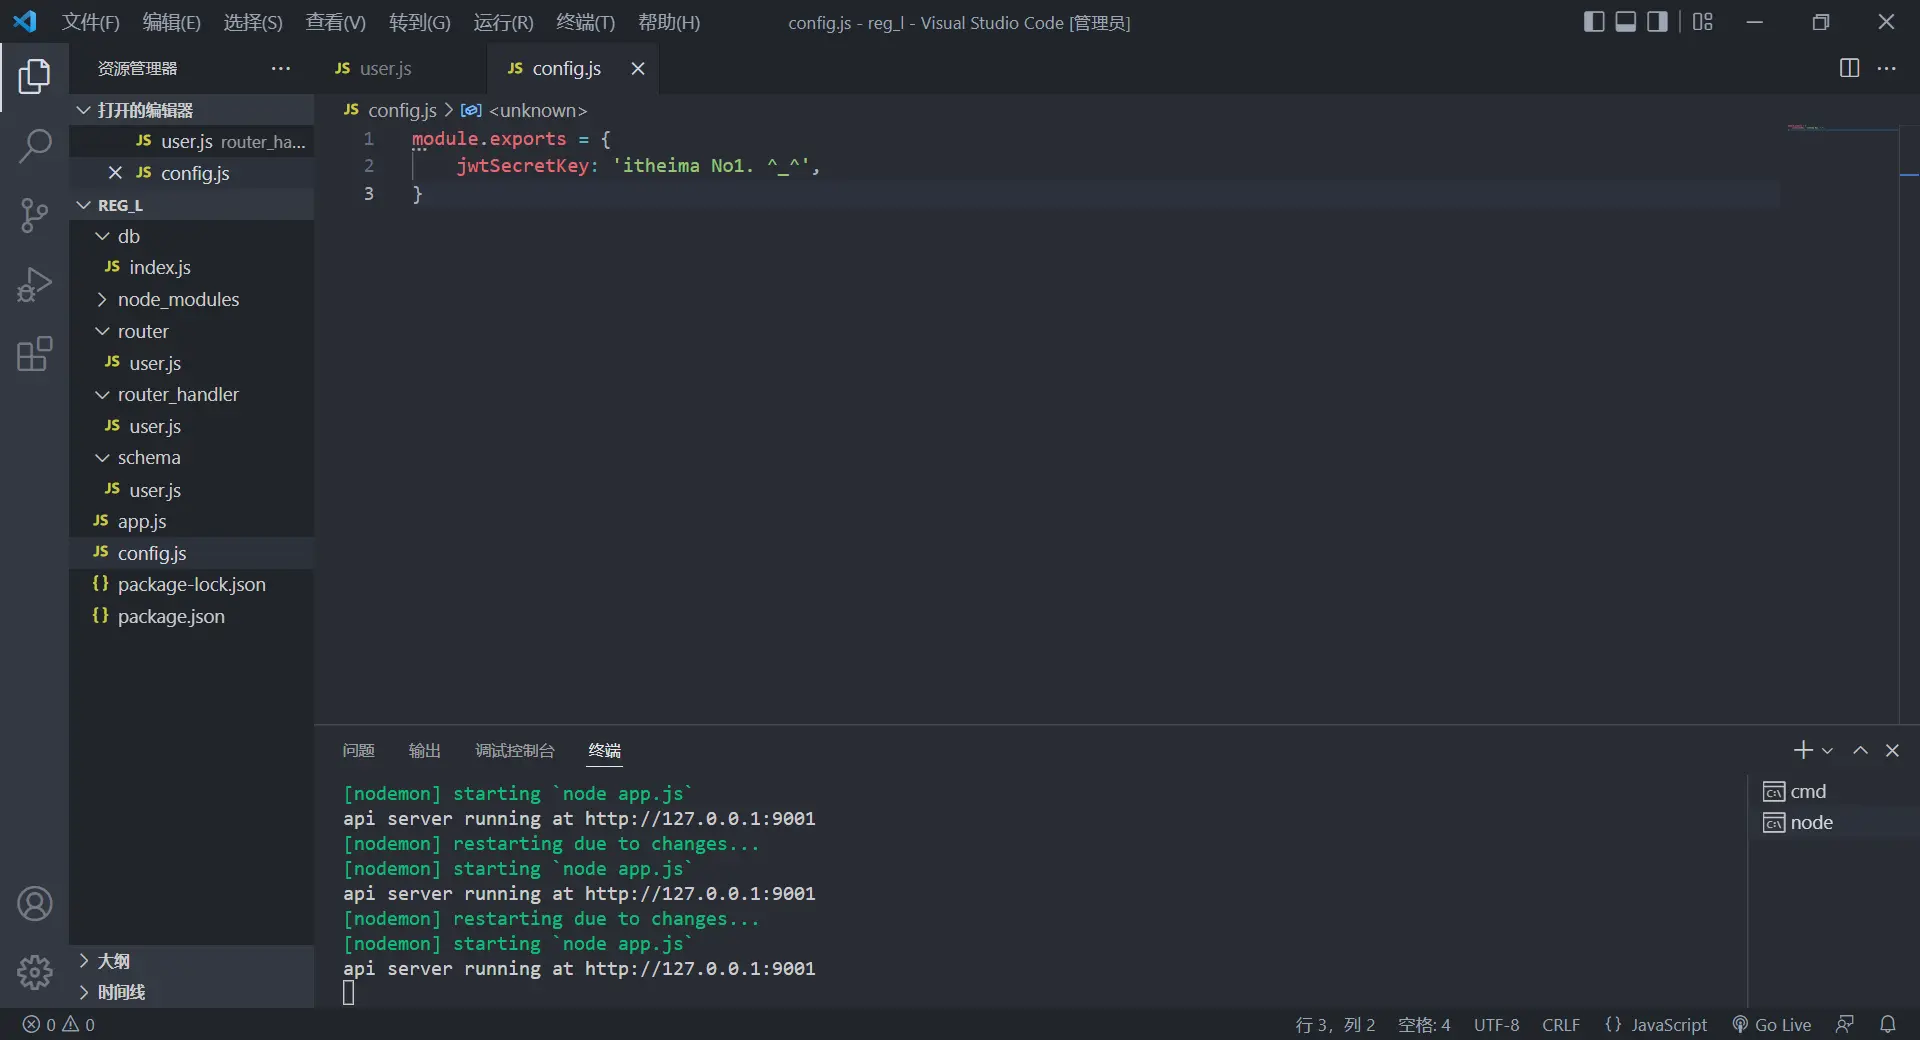 文件(F) 编辑(E) 选择(S) 查看(V) 转到(G) 运行(R) 终端(T) 帮助(H) config.js - reg_l - Visual Studio Code [管理员]
资源管理器 ···
JS user.js JS config.js
打开的编辑器
JS user.js router_ha...
JS config.js
REG_L
db
JS index.js
node_modules
router
JS user.js
router_handler
JS user.js
schema
JS user.js
JS app.js
JS config.js
{} package-lock.json
{} package.json
大纲
时间线
JS config.js > <unknown>
1 module.exports = {
2 jwtSecretKey: 'itheima No1. ^_^',
3 }
问题 输出 调试控制台 终端
[nodemon] starting `node app.js`
api server running at http://127.0.0.1:9001
[nodemon] restarting due to changes...
[nodemon] starting `node app.js`
api server running at http://127.0.0.1:9001
[nodemon] restarting due to changes...
[nodemon] starting `node app.js`
api server running at http://127.0.0.1:9001
cmd
node
0 0 行 3，列 2 空格: 4 UTF-8 CRLF {} JavaScript Go Live